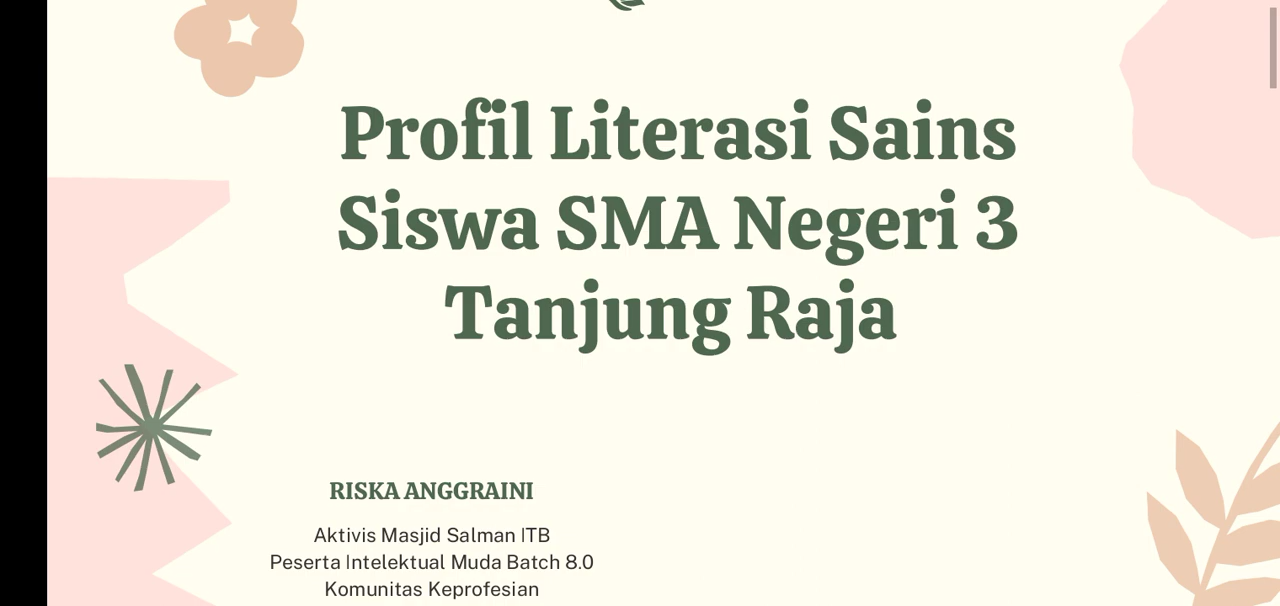 Profil Literasi Sains
Siswa SMA Negeri 3
Tanjung Raja
RISKA ANGGRAINI
Aktivis Masjid Salman ITB
Peserta Intelektual Muda Batch 8.0
Komunitas Keprofesian